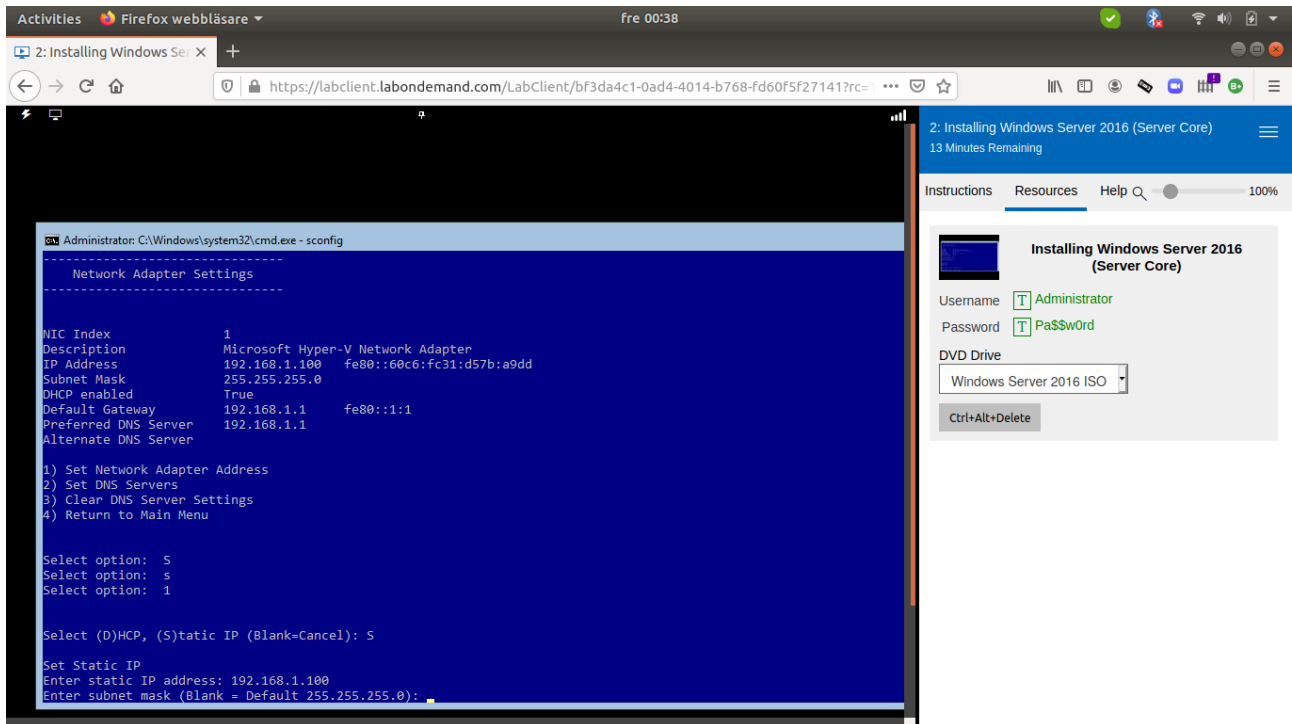 Activities Firefox webbläsare fre 00:38
2: Installing Windows Ser
https://labclient.labondemand.com/LabClient/bf3da4c1-0ad4-4014-b768-fd60f5f27141?rc=1
2: Installing Windows Server 2016 (Server Core)
13 Minutes Remaining
Instructions Resources Help 100%
Installing Windows Server 2016
(Server Core)
Username T Administrator
Password T Pa$$w0rd
DVD Drive
Windows Server 2016 ISO
Ctrl+Alt+Delete
Administrator: C:\Windows\system32\cmd.exe - sconfig
--------------------------------
Network Adapter Settings
--------------------------------
NIC Index 1
Description Microsoft Hyper-V Network Adapter
IP Address 192.168.1.100 fe80::60c6:fc31:d57b:a9dd
Subnet Mask 255.255.255.0
DHCP enabled True
Default Gateway 192.168.1.1 fe80::1:1
Preferred DNS Server 192.168.1.1
Alternate DNS Server
1) Set Network Adapter Address
2) Set DNS Servers
3) Clear DNS Server Settings
4) Return to Main Menu
Select option: S
Select option: s
Select option: 1
Select (D)HCP, (S)tatic IP (Blank=Cancel): S
Set Static IP
Enter static IP address: 192.168.1.100
Enter subnet mask (Blank = Default 255.255.255.0):